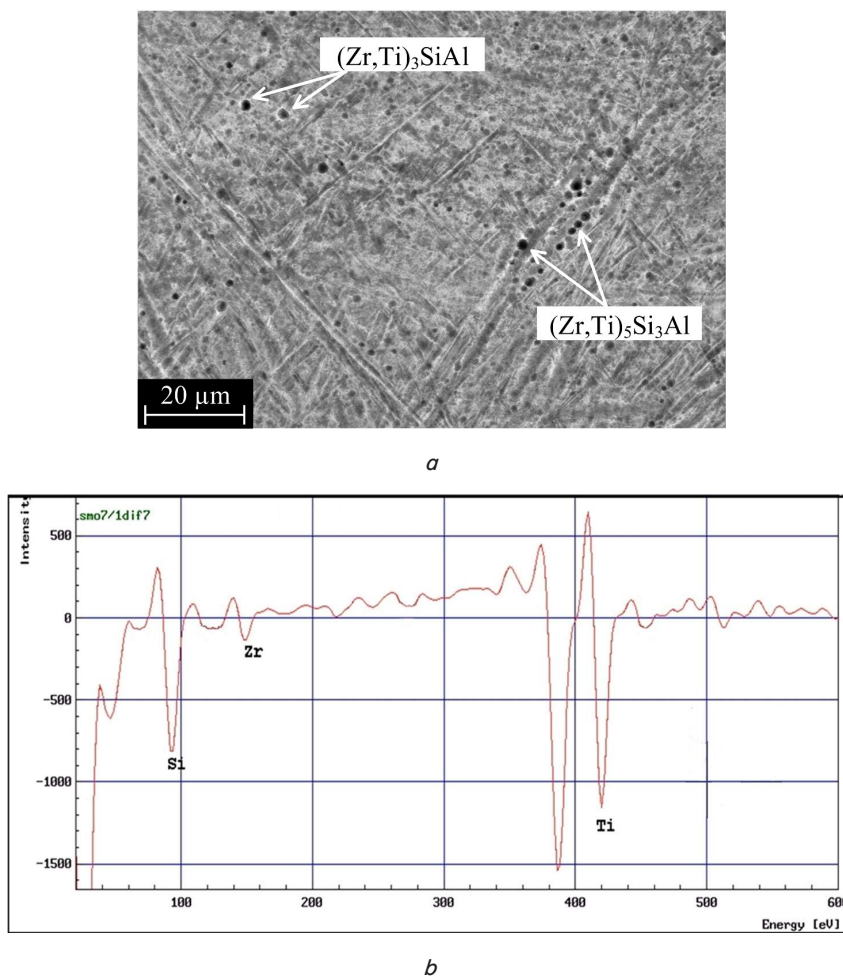 (Zr,Ti)₃SiAl
(Zr,Ti)₅Si₃Al
20 µm
a
Intensity
smo7/1dif7
500
0
-500
-1000
-1500
Si
Zr
Ti
100 200 300 400 500 600
Energy [eV]
b